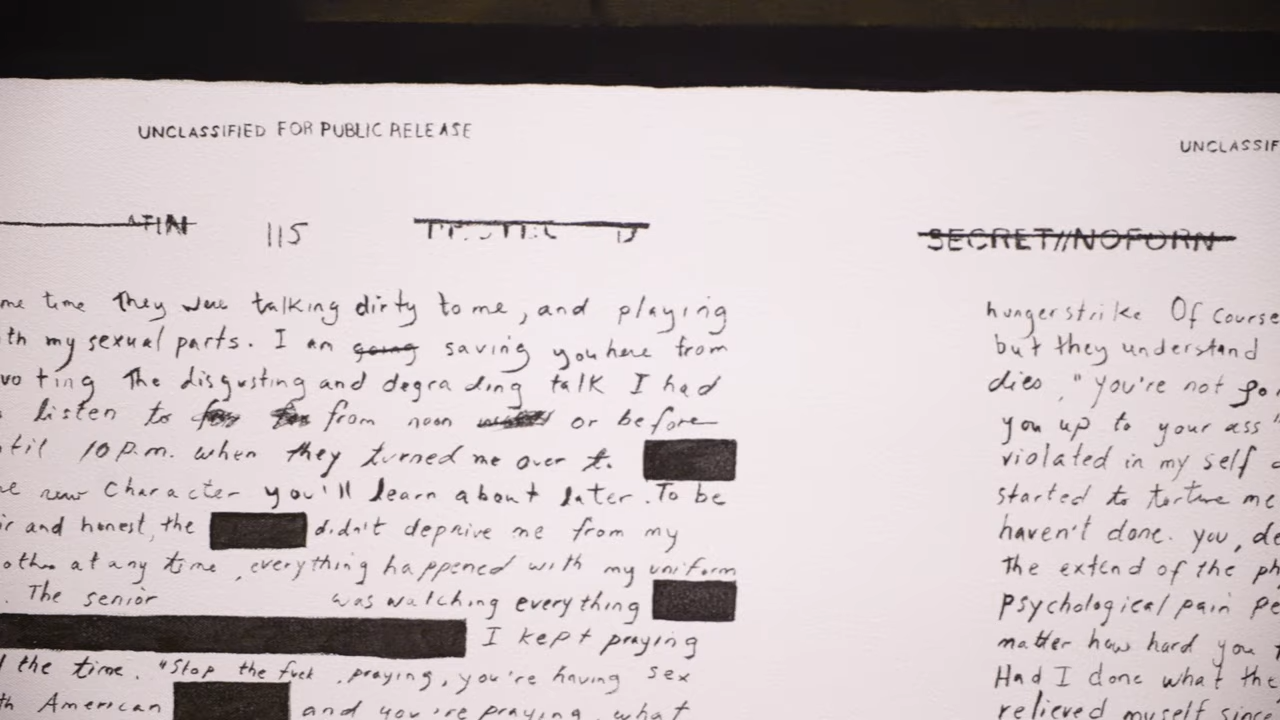 UNCLASSIFIED FOR PUBLIC RELEASE
115
me time They were talking dirty to me, and playing
th my sexual parts. I am going saving you here from
vo ting The disgusting and degra ding talk I had
listen to from noon or before
til 10 p.m. when they turned me over t.
new Character you'll learn about later. To be
ir and honest, the didn't deprive me from my
othes at any time, everything happened with my uniform
. The senior was watching everything
I kept praying
the time. "Stop the fuck praying, you're having sex
th American and you're praying, what
UNCLASSIF
SECRET//NOFORN
hunger strike Of course
but they understand
dies, "you're not go
you up to your ass"
violated in my self
started to torture me
haven't done. you, de
The extend of the ph
psychological pain pe
matter how hard you t
Had I done what the
relieved myself since